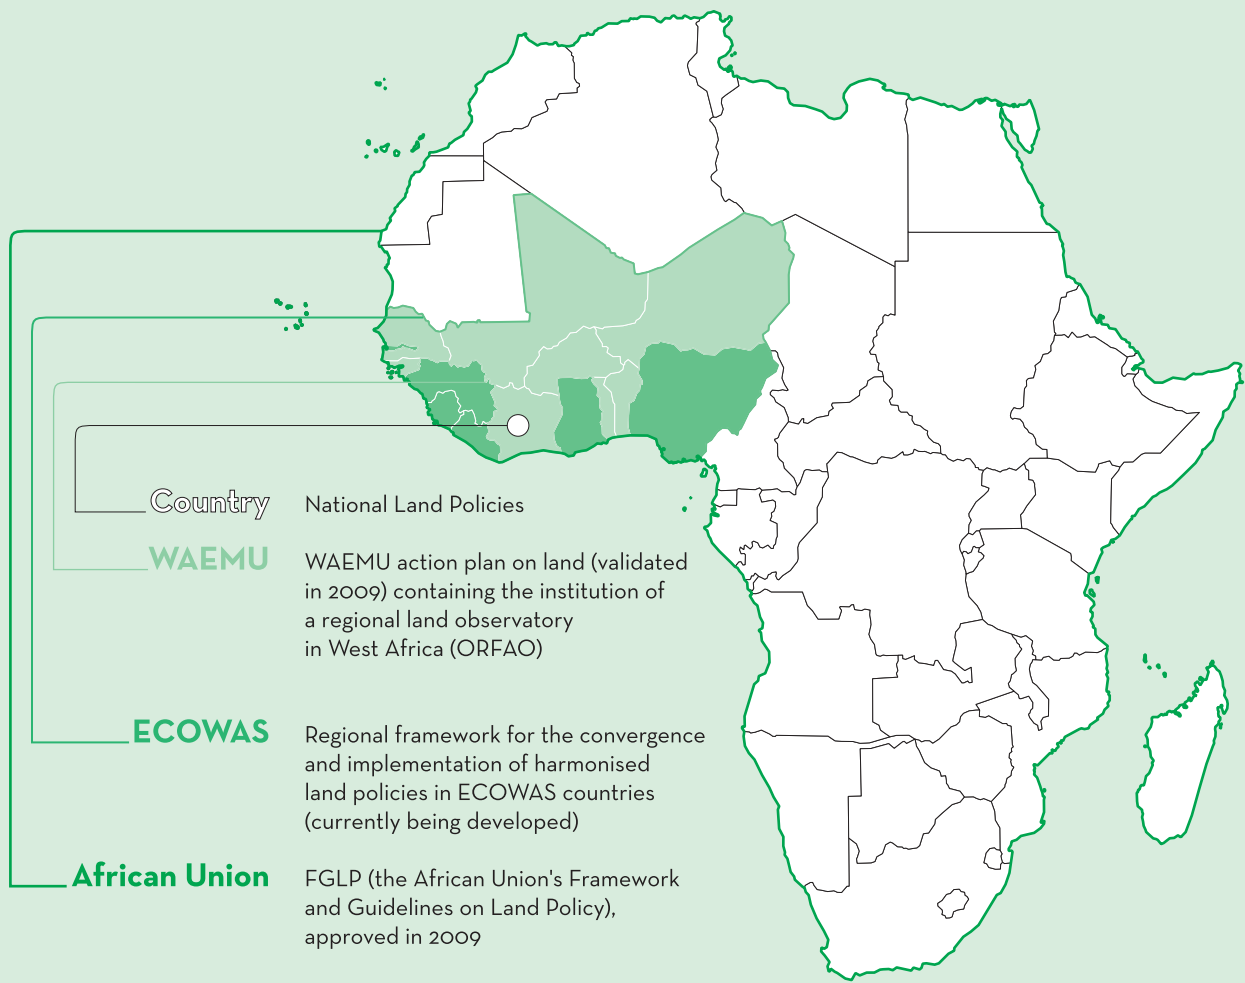 Country
National Land Policies
WAEMU
WAEMU action plan on land (validated
in 2009) containing the institution of
a regional land observatory
in West Africa (ORFAO)
ECOWAS
Regional framework for the convergence
and implementation of harmonised
land policies in ECOWAS countries
(currently being developed)
African Union
FGLP (the African Union's Framework
and Guidelines on Land Policy),
approved in 2009